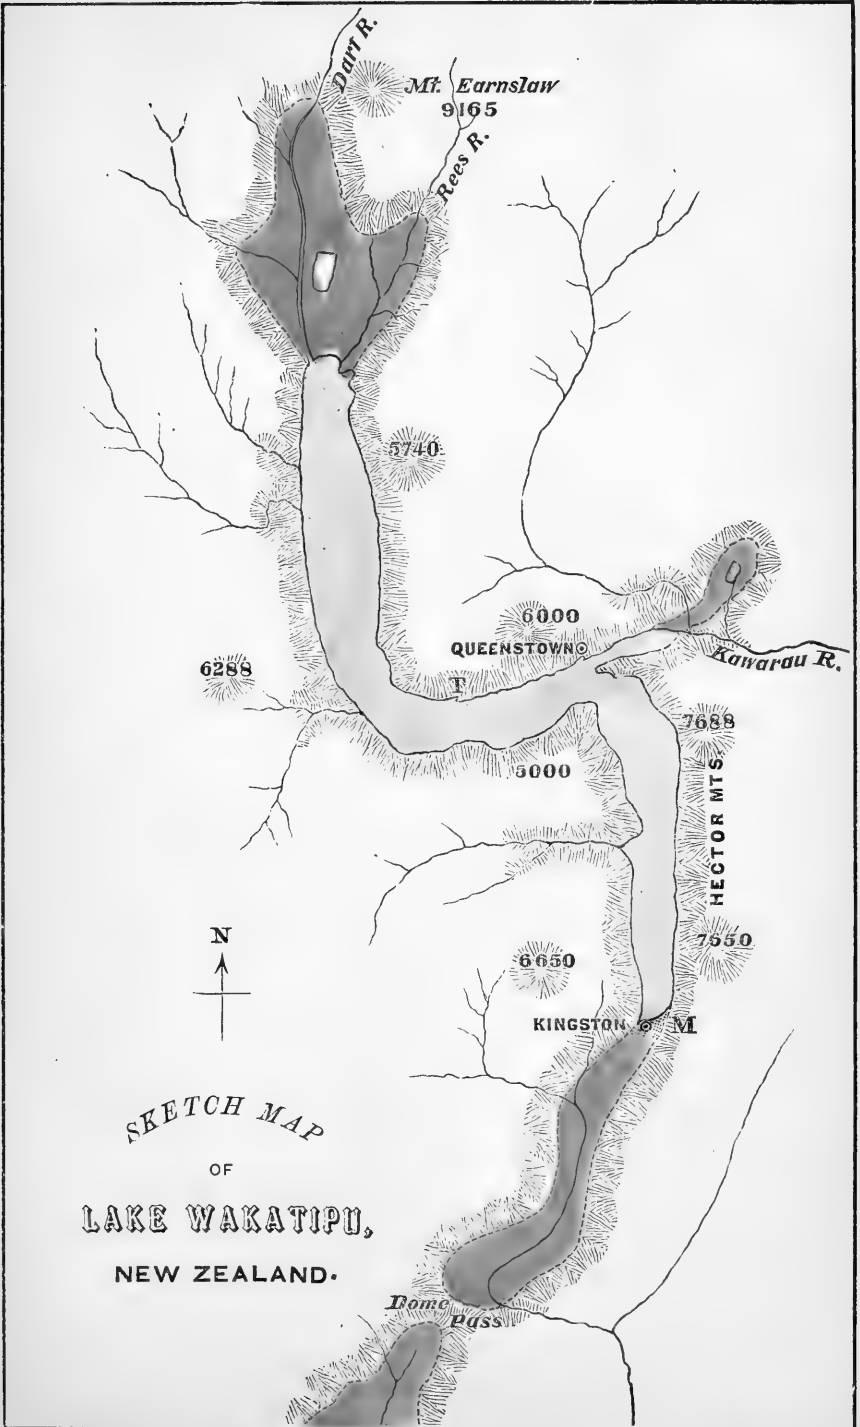 Dart R.
Mt. Earnslaw
9165
Rees R.
5740
6000
QUEENSTOWN
Kawarau R.
6288
T
7688
5000
HECTOR MTS.
N
7650
6650
KINGSTON
M
SKETCH MAP
OF
LAKE WAKATIPU,
NEW ZEALAND.
Dome
Pass